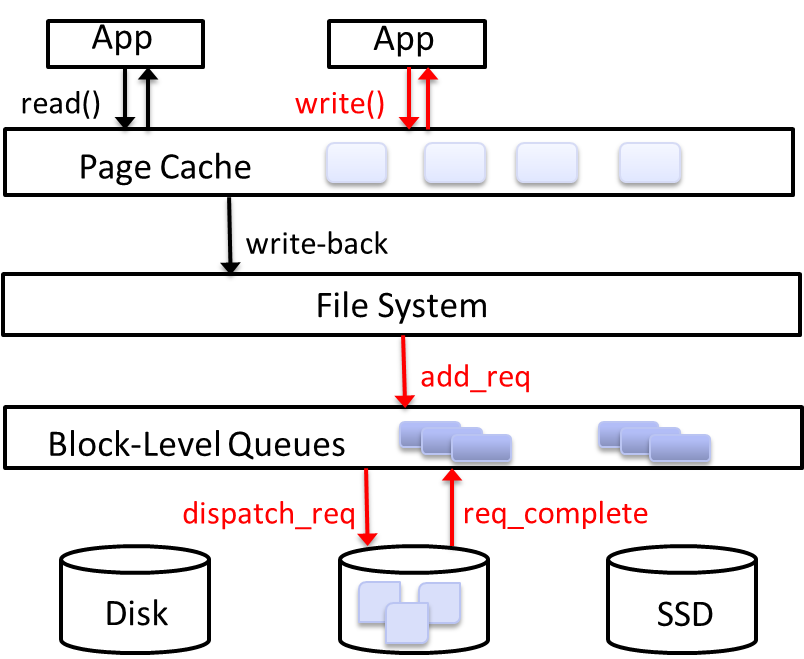 App
App
read()
write()
Page Cache
write-back
File System
add_req
Block-Level Queues
dispatch_req
req_complete
Disk
SSD